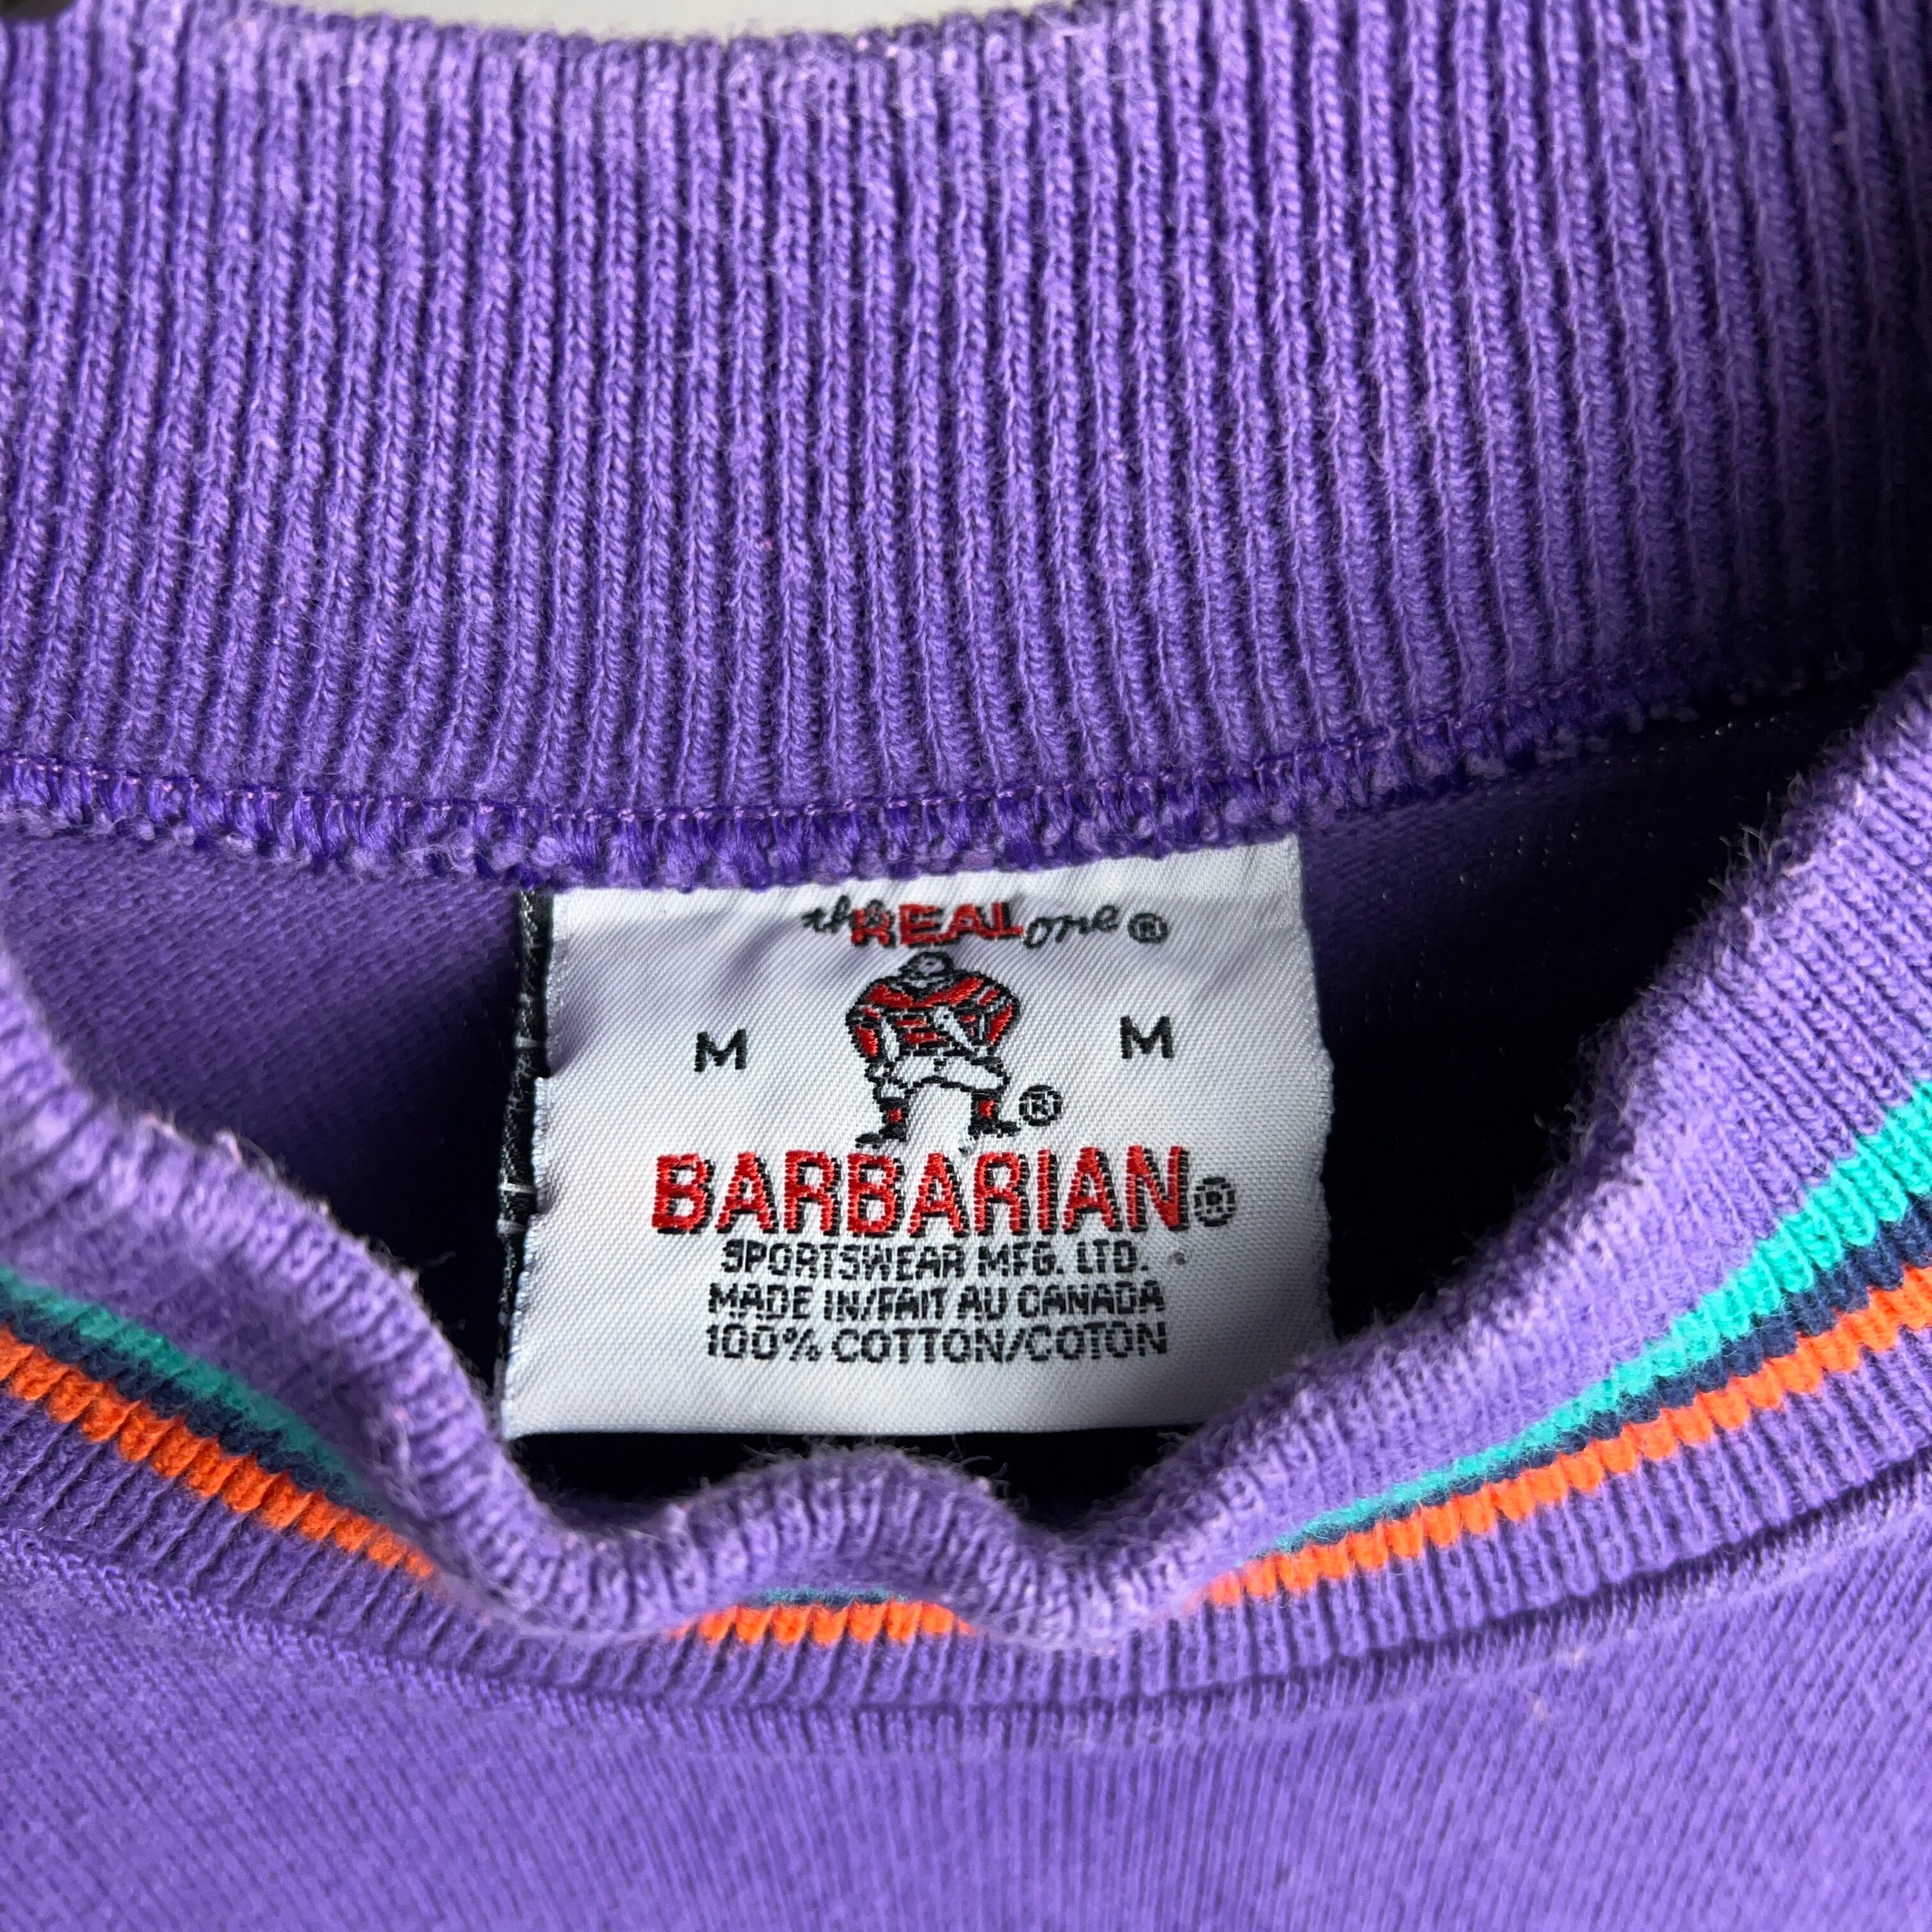 the REAL one®
M M
®
BARBARIAN®
SPORTSWEAR MFG. LTD.
MADE IN/FAIT AU CANADA
100% COTTON/COTON